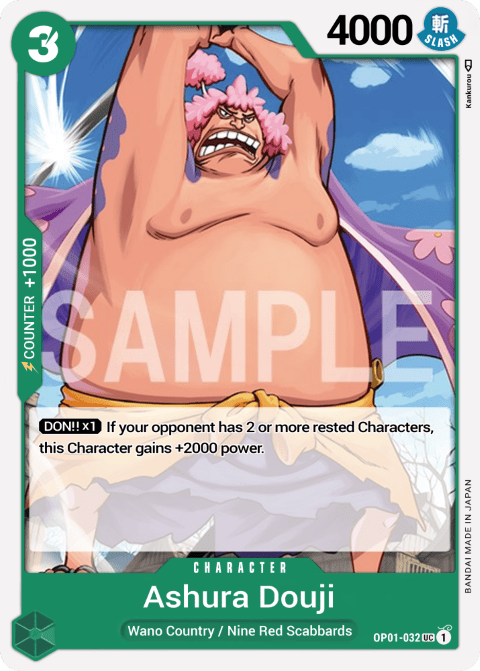 3
4000
斬
SLASH
Kankurou
COUNTER +1000
SAMPLE
DON!! x1 If your opponent has 2 or more rested Characters,
this Character gains +2000 power.
BANDAI MADE IN JAPAN
CHARACTER
Ashura Douji
Wano Country / Nine Red Scabbards
OP01-032 UC 1